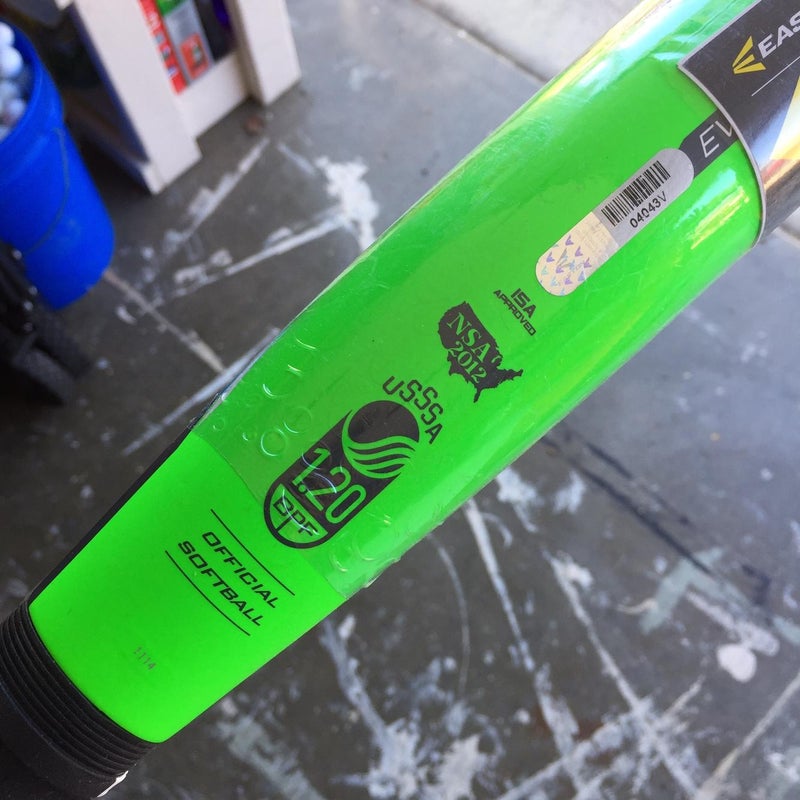 EAS
EV
04043V
ISA
APPROVED
NSA
2012
USSSA
1.20
BPF
OFFICIAL
SOFTBALL
1114